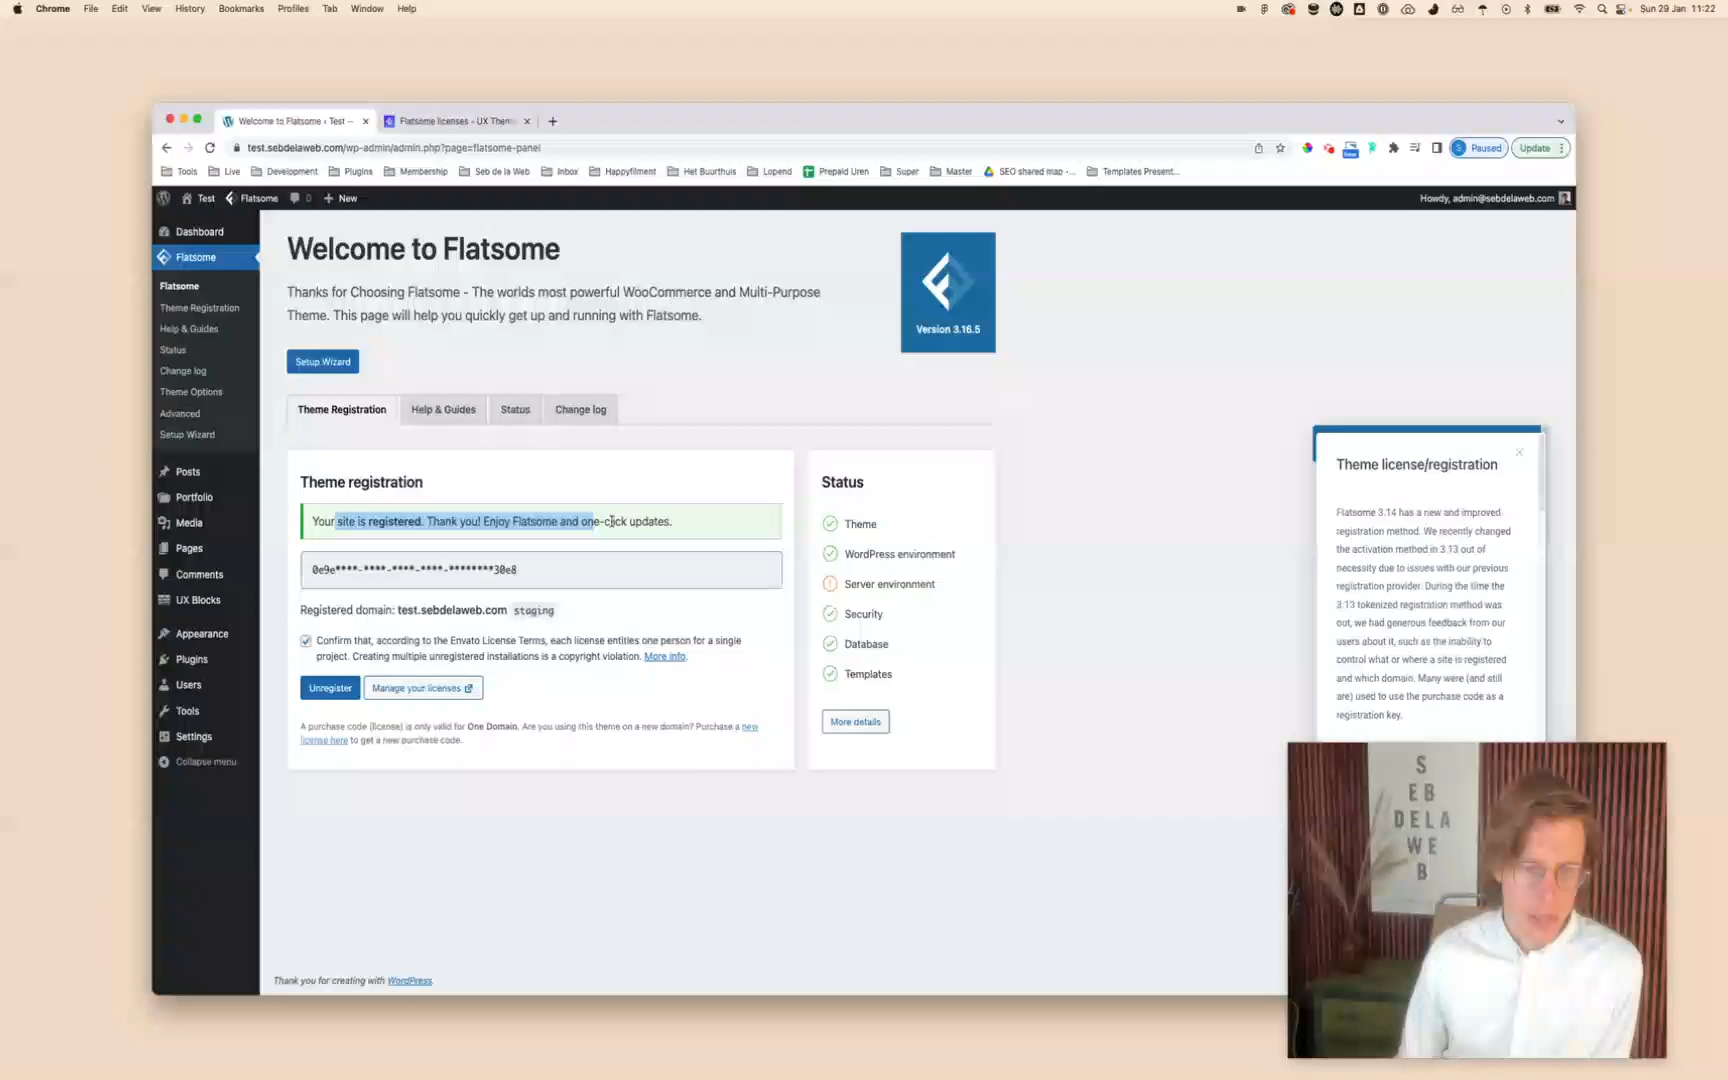 Chrome File Edit View History Bookmarks Profiles Tab Window Help
Sun 29 Jan 11:22
Welcome to Flatsome ‹ Test –
Flatsome licenses - UX Them
test.sebdelaweb.com/wp-admin/admin.php?page=flatsome-panel
New
S Paused
Update
Tools Live Development Plugins Membership Seb de la Web Inbox Happyfilment Het Buurthuis Lopend Prepaid Uren Super Master SEO shared map -... Templates Present...
Test Flatsome 0 New
Howdy, admin@sebdelaweb.com
Dashboard
Flatsome
Flatsome
Theme Registration
Help & Guides
Status
Change log
Theme Options
Advanced
Setup Wizard
Posts
Portfolio
Media
Pages
Comments
UX Blocks
Appearance
Plugins
Users
Tools
Settings
Collapse menu
Welcome to Flatsome
Thanks for Choosing Flatsome - The worlds most powerful WooCommerce and Multi-Purpose
Theme. This page will help you quickly get up and running with Flatsome.
Version 3.16.5
Setup Wizard
Theme Registration Help & Guides Status Change log
Theme registration
Your site is registered. Thank you! Enjoy Flatsome and one-click updates.
0e9e****-****-****-****-********30e8
Registered domain: test.sebdelaweb.com staging
Confirm that, according to the Envato License Terms, each license entitles one person for a single
project. Creating multiple unregistered installations is a copyright violation. More info.
Unregister
Manage your licenses
A purchase code (license) is only valid for One Domain. Are you using this theme on a new domain? Purchase a new
license here to get a new purchase code.
Status
Theme
WordPress environment
Server environment
Security
Database
Templates
More details
Theme license/registration
Flatsome 3.14 has a new and improved
registration method. We recently changed
the activation method in 3.13 out of
necessity due to issues with our previous
registration provider. During the time the
3.13 tokenized registration method was
out, we had generous feedback from our
users about it, such as the inability to
control what or where a site is registered
and which domain. Many were (and still
are) used to use the purchase code as a
registration key.
Thank you for creating with WordPress.
S
EB
DELA
WE
B